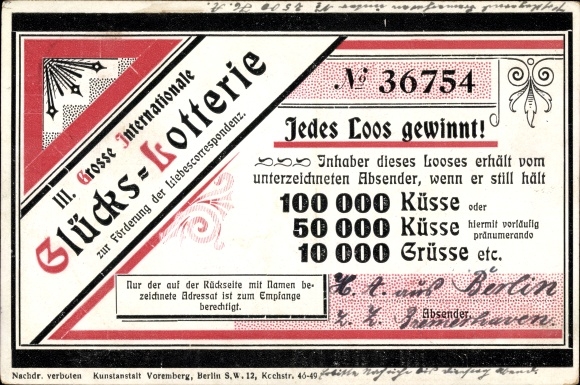 III. Grosse Internationale
Glücks-Lotterie
zur Förderung der Liebescorrespondenz.
№ 36754
Jedes Loos gewinnt!
Inhaber dieses Looses erhält vom
unterzeichneten Absender, wenn er still hält
100 000 Küsse oder
50 000 Küsse hiermit vorläufig pränumerando
10 000 Grüsse etc.
Nur der auf der Rückseite mit Namen be-
zeichnete Adressat ist zum Empfange
berechtigt.
H. A. aus Berlin
Absender.
z. Z. Bremerhaven.
Nachdr. verboten Kunstanstalt Voremberg, Berlin S.W. 12, Kochstr. 46-49.